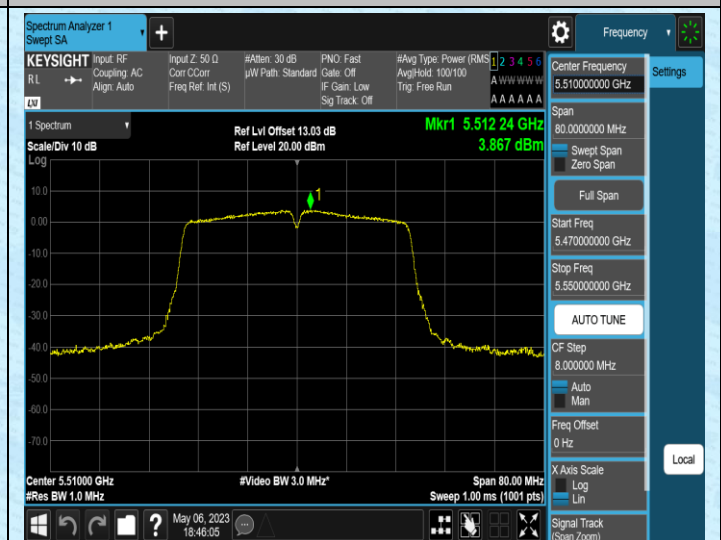 Spectrum Analyzer 1
Swept SA
+
Frequency
KEYSIGHT
RL
LXI
Input: RF
Coupling: AC
Align: Auto
Input Z: 50 Ω
Corr CCorr
Freq Ref: Int (S)
#Atten: 30 dB
µW Path: Standard
PNO: Fast
Gate: Off
IF Gain: Low
Sig Track: Off
#Avg Type: Power (RMS
Avg|Hold: 100/100
Trig: Free Run
1 2 3 4 5 6
A W W W W W
A A A A A A
1 Spectrum
Scale/Div 10 dB
Log
Ref Lvl Offset 13.03 dB
Ref Level 20.00 dBm
Mkr1 5.512 24 GHz
3.867 dBm
1
10.0
0.00
-10.0
-20.0
-30.0
-40.0
-50.0
-60.0
-70.0
Center 5.51000 GHz
#Res BW 1.0 MHz
#Video BW 3.0 MHz*
Span 80.00 MHz
Sweep 1.00 ms (1001 pts)
?
May 06, 2023
18:46:05
Center Frequency
5.510000000 GHz
Span
80.0000000 MHz
Swept Span
Zero Span
Full Span
Start Freq
5.470000000 GHz
Stop Freq
5.550000000 GHz
AUTO TUNE
CF Step
8.000000 MHz
Auto
Man
Freq Offset
0 Hz
X Axis Scale
Log
Lin
Signal Track
(Span Zoom)
Settings
Local